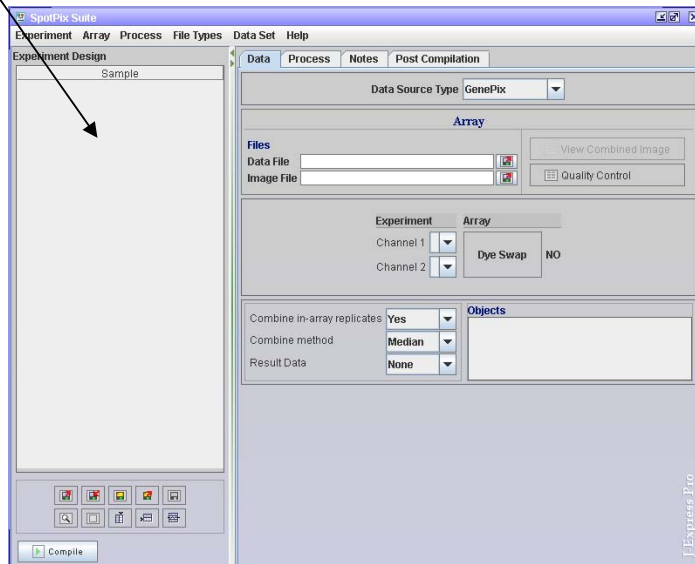 SpotPix Suite
Experiment Array Process File Types Data Set Help
Experiment Design
Sample
Compile
Data Process Notes Post Compilation
Data Source Type GenePix
Array
Files
Data File
Image File
View Combined Image
Quality Control
Experiment Array
Channel 1
Channel 2
Dye Swap NO
Combine in-array replicates Yes
Combine method Median
Result Data None
Objects
J-Express Pro